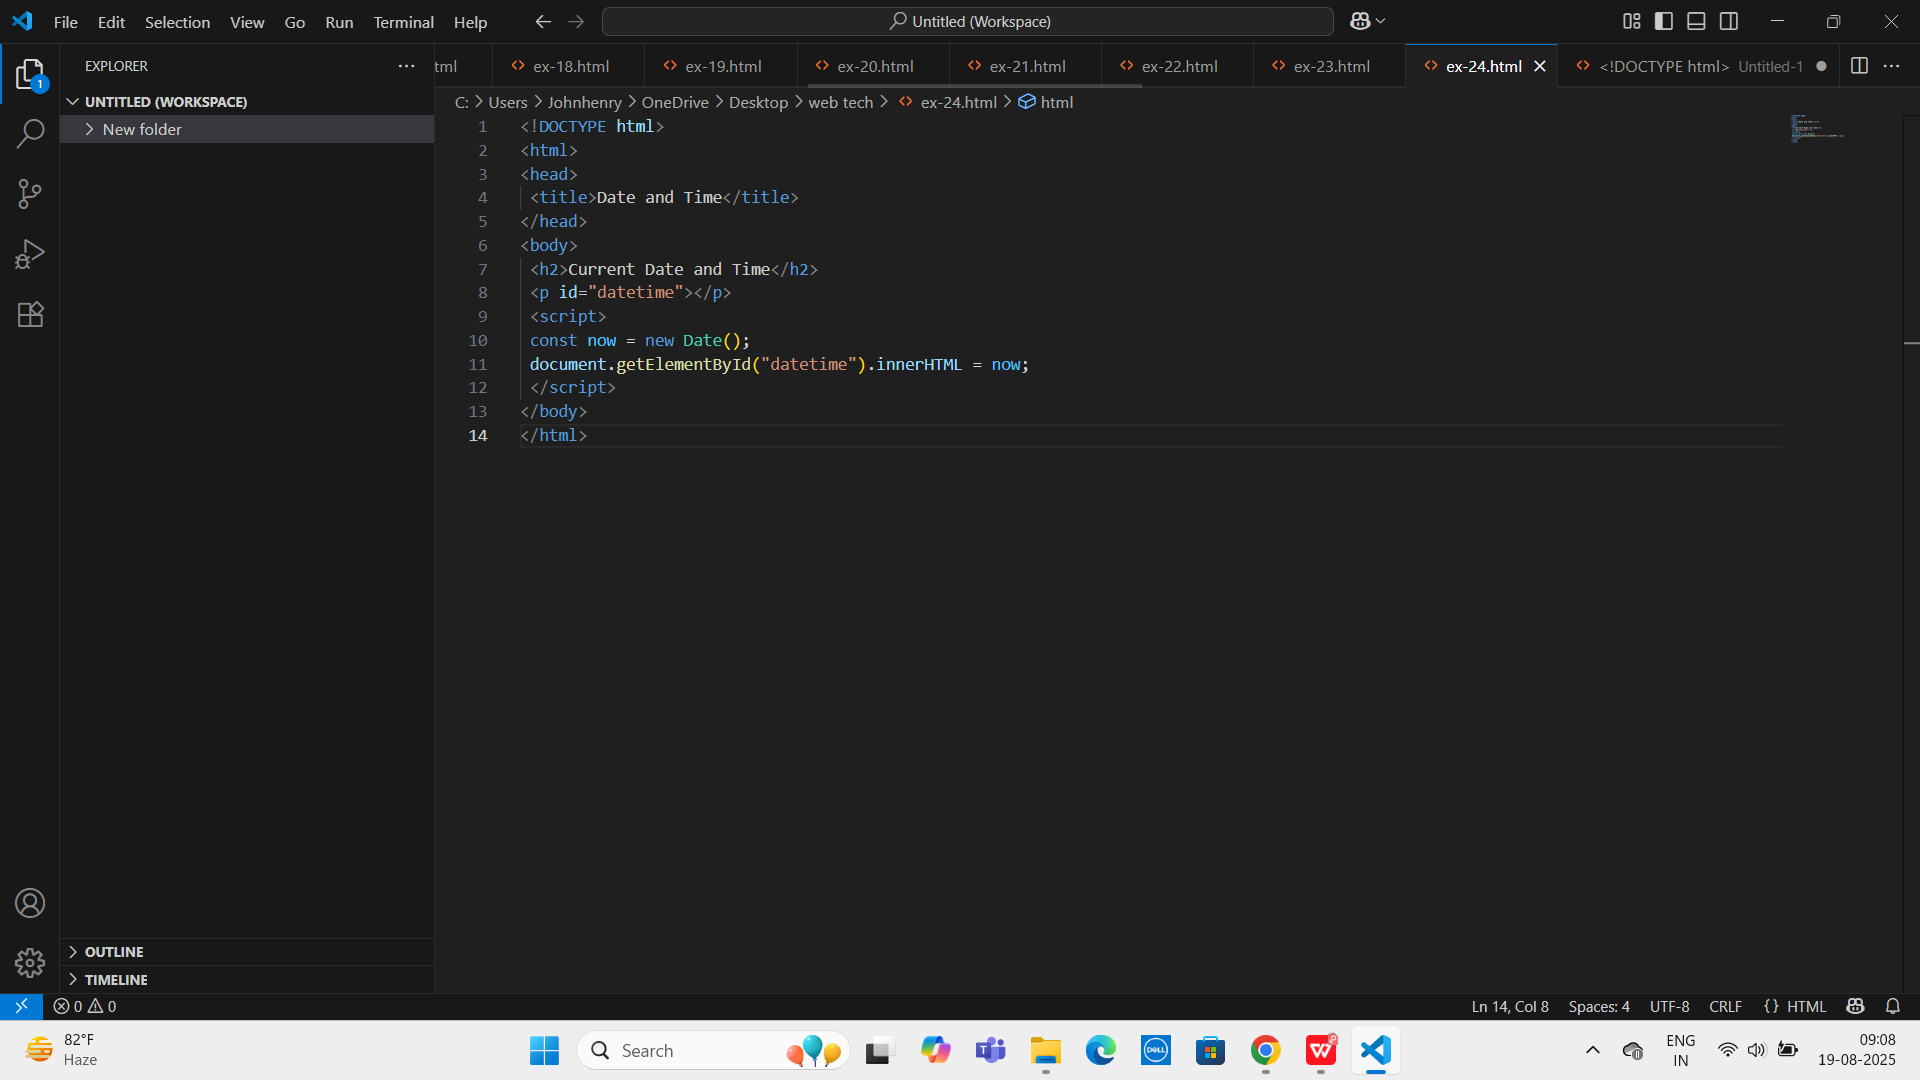 File Edit Selection View Go Run Terminal Help
Untitled (Workspace)
EXPLORER
tml
ex-18.html
ex-19.html
ex-20.html
ex-21.html
ex-22.html
ex-23.html
ex-24.html
<!DOCTYPE html> Untitled-1
UNTITLED (WORKSPACE)
New folder
C: > Users > Johnhenry > OneDrive > Desktop > web tech > ex-24.html > html
1 <!DOCTYPE html>
2 <html>
3 <head>
4 <title>Date and Time</title>
5 </head>
6 <body>
7 <h2>Current Date and Time</h2>
8 <p id="datetime"></p>
9 <script>
10 const now = new Date();
11 document.getElementById("datetime").innerHTML = now;
12 </script>
13 </body>
14 </html>
1
OUTLINE
TIMELINE
0 0
Ln 14, Col 8
Spaces: 4
UTF-8
CRLF
{} HTML
82°F
Haze
Search
DELL
ENG
IN
09:08
19-08-2025